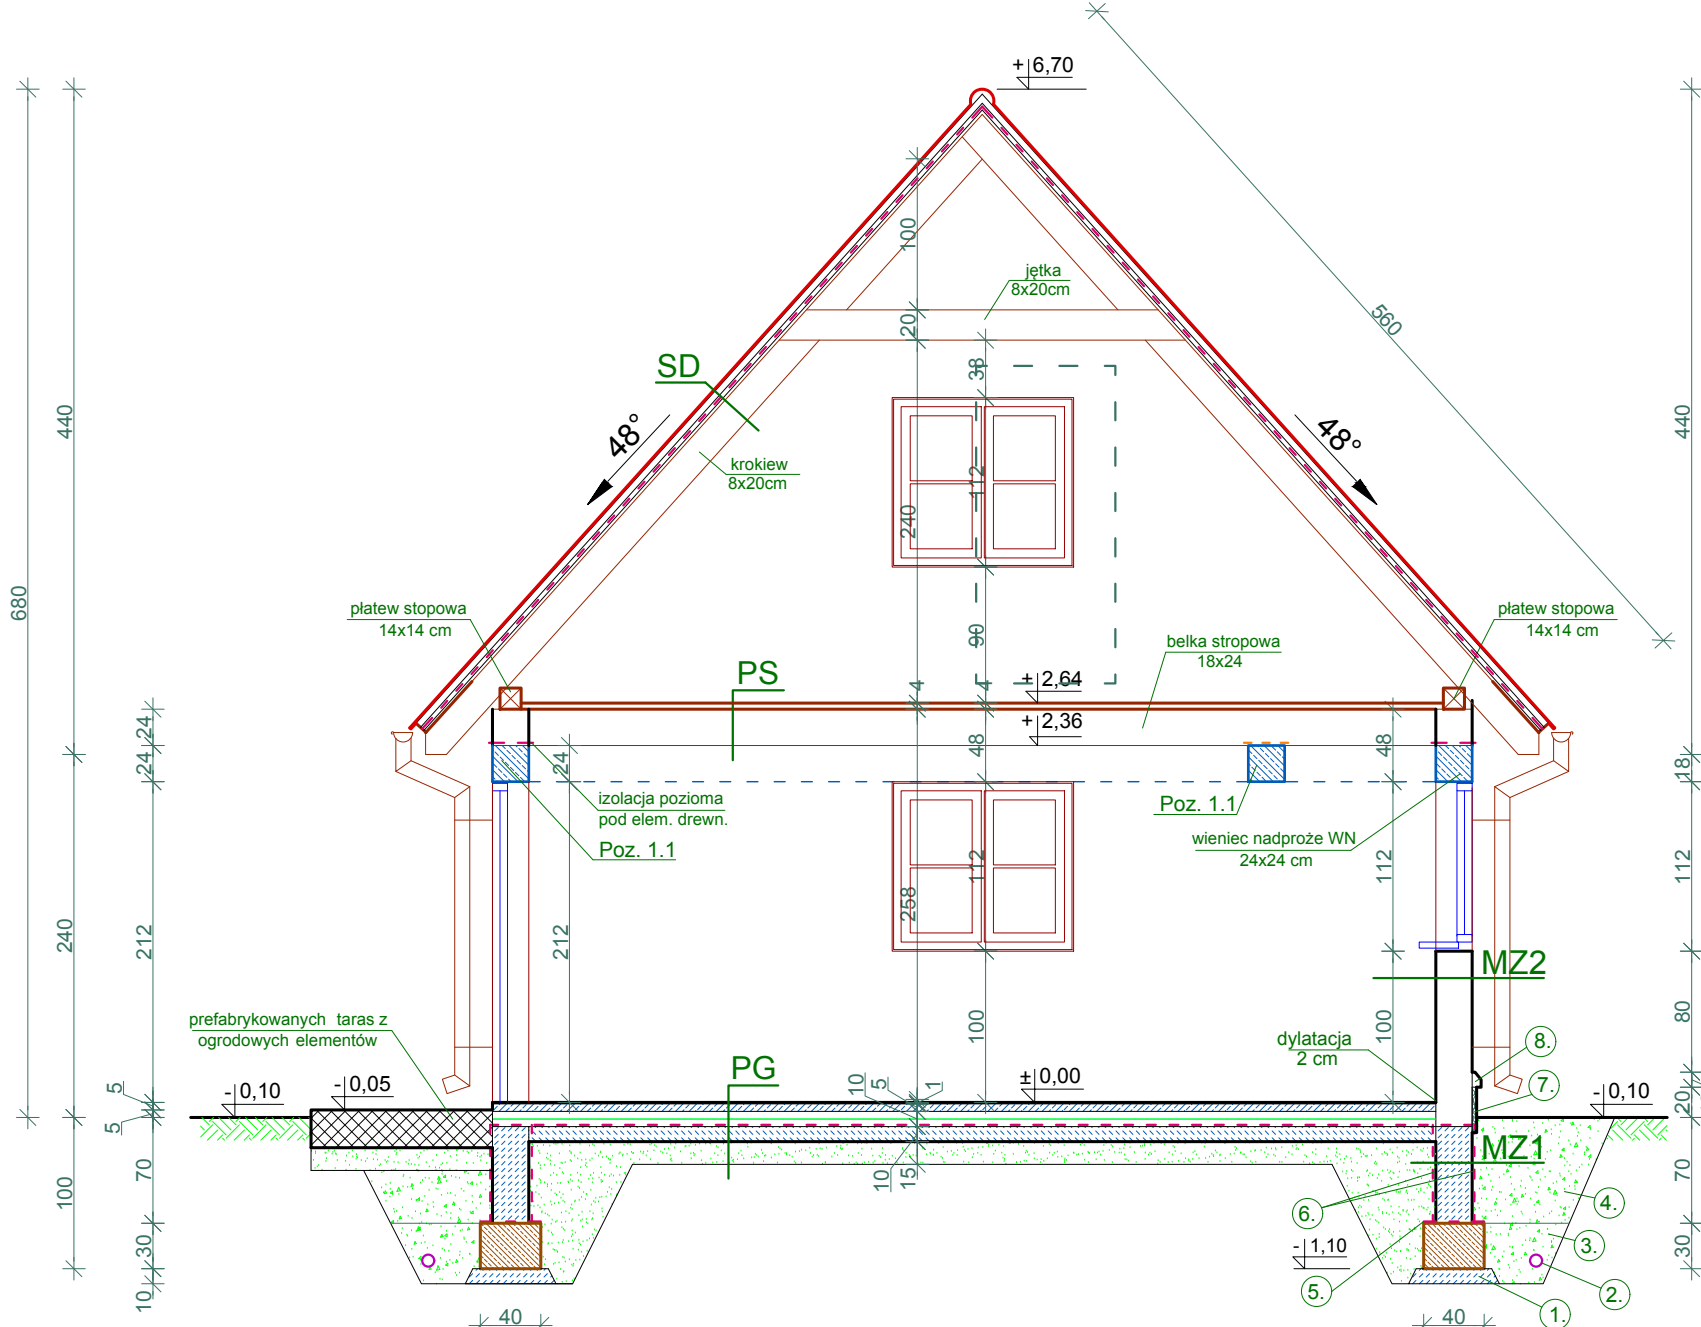 + 6,70
jętka
8x20cm
100
20
560
38
SD
48°
48°
440
440
krokiew
8x20cm
112
240
680
płatew stopowa
14x14 cm
płatew stopowa
14x14 cm
90
belka stropowa
18x24
PS
4
4
+ 2,64
+ 2,36
24
24
24
48
48
18
izolacja pozioma
pod elem. drewn.
Poz. 1.1
Poz. 1.1
wieniec nadproże WN
24x24 cm
112
258
112
112
240
212
212
MZ2
prefabrykowanych taras z
ogrodowych elementów
100
100
80
dylatacja
2 cm
8.
PG
7.
- 0,10
- 0,05
± 0,00
- 0,10
5
5
10
5
1
20
MZ1
10
15
100
70
70
6.
4.
30
30
3.
- 1,10
5.
2.
10
1.
40
40